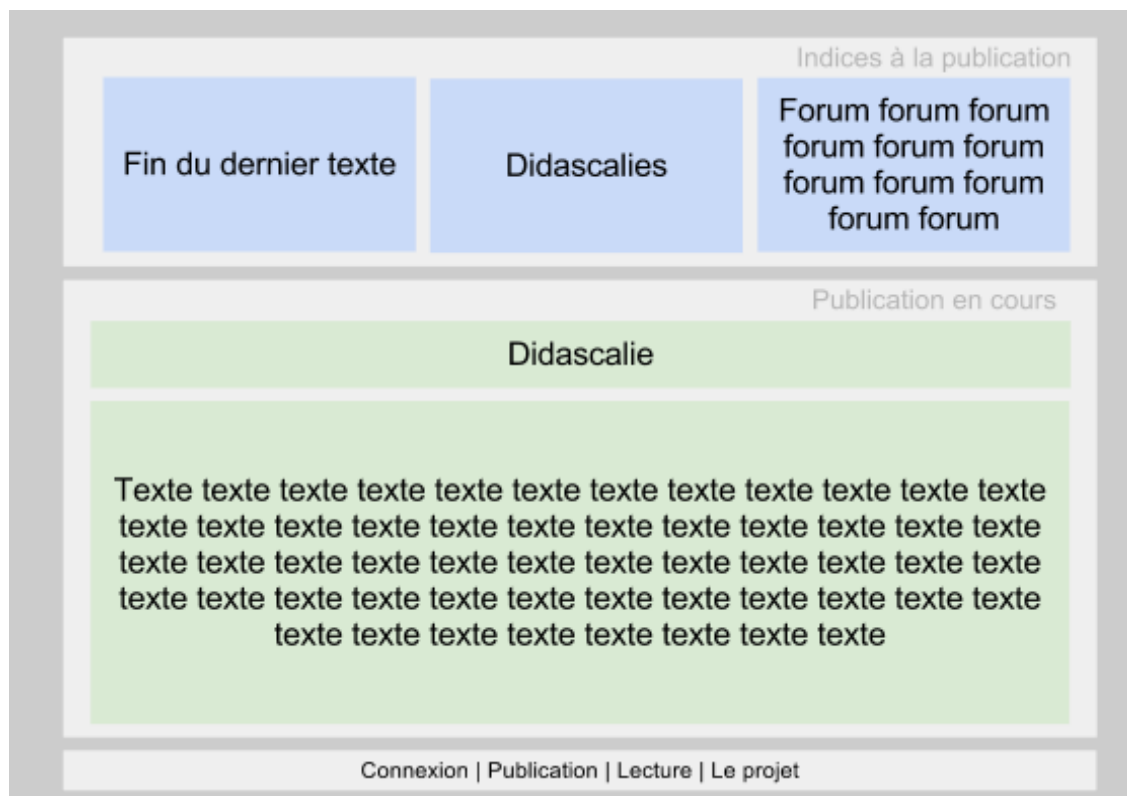 Indices à la publication
Fin du dernier texte
Didascalies
Forum forum forum
forum forum forum
forum forum forum
forum forum
Publication en cours
Didascalie
Texte texte texte texte texte texte texte texte texte texte texte texte
texte texte texte texte texte texte texte texte texte texte texte texte
texte texte texte texte texte texte texte texte texte texte texte texte
texte texte texte texte texte texte texte texte texte texte texte texte
texte texte texte texte texte texte texte texte
Connexion | Publication | Lecture | Le projet